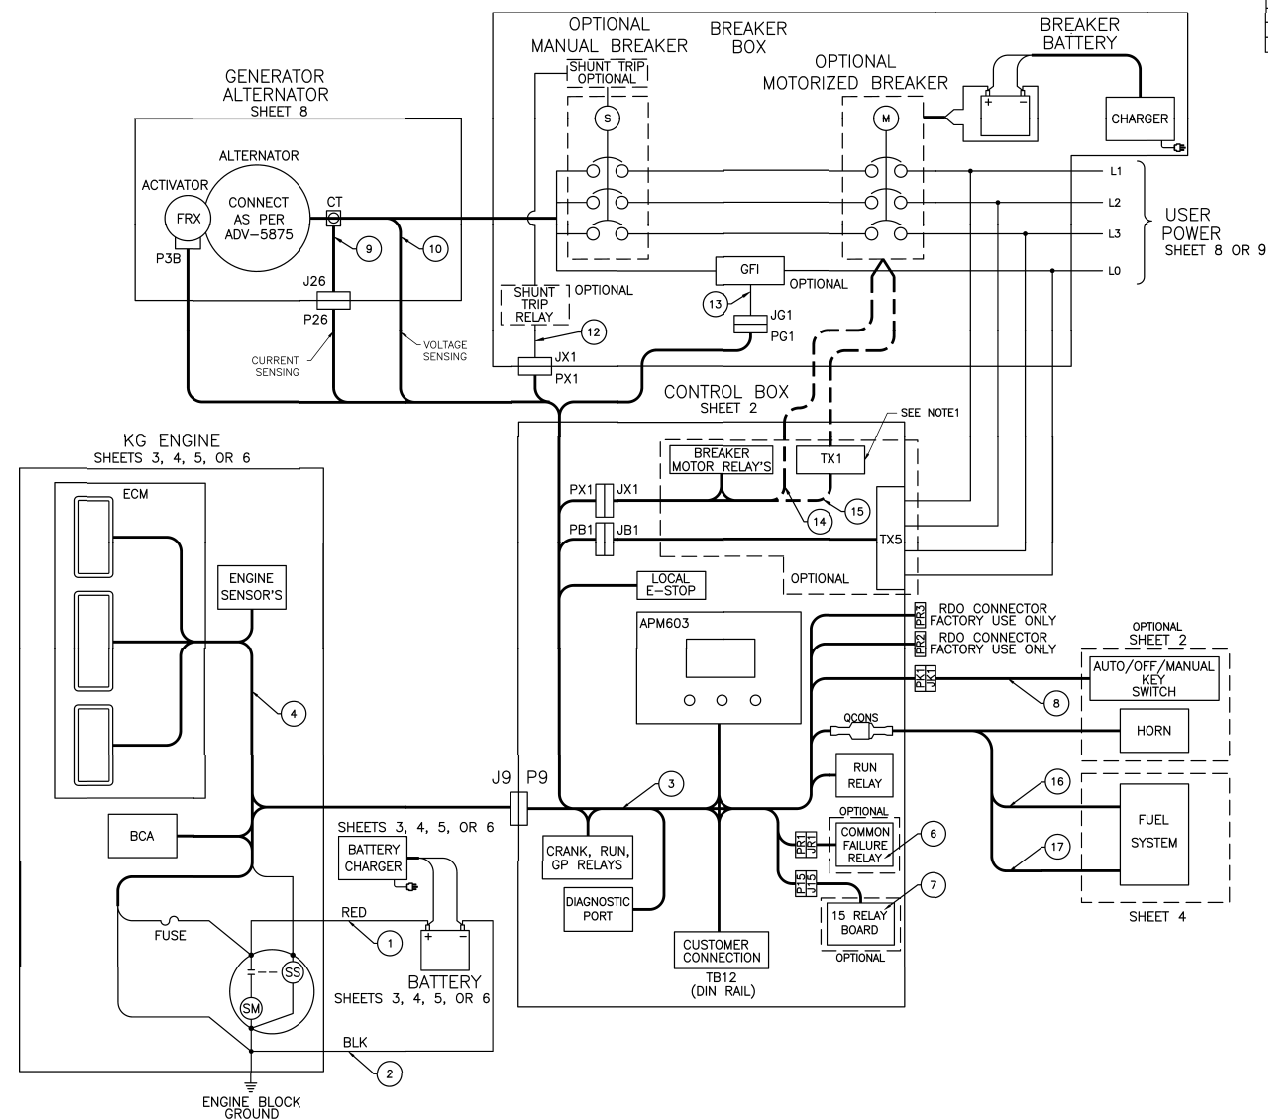 OPTIONAL
MANUAL BREAKER
BREAKER
BOX
BREAKER
BATTERY
SHUNT TRIP
OPTIONAL
OPTIONAL
MOTORIZED BREAKER
GENERATOR
ALTERNATOR
SHEET 8
S
M
+ −
CHARGER
ALTERNATOR
ACTIVATOR
FRX
CONNECT
AS PER
ADV-5875
P3B
CT
9
10
J26
P26
CURRENT
SENSING
VOLTAGE
SENSING
L1
L2
L3
L0
USER
POWER
SHEET 8 OR 9
GFI
OPTIONAL
SHUNT
TRIP
RELAY
OPTIONAL
13
12
JG1
PG1
JX1
PX1
CONTROL BOX
SHEET 2
SEE NOTE1
KG ENGINE
SHEETS 3, 4, 5, OR 6
ECM
ENGINE
SENSOR'S
4
BCA
FUSE
BREAKER
MOTOR RELAY'S
TX1
PX1
JX1
PB1
JB1
14
15
TX5
OPTIONAL
LOCAL
E-STOP
APM603
PR3
RDO CONNECTOR
FACTORY USE ONLY
PR2
RDO CONNECTOR
FACTORY USE ONLY
PK1
JK1
8
OPTIONAL
SHEET 2
AUTO/OFF/MANUAL
KEY
SWITCH
HORN
QCONS
RUN
RELAY
16
17
FUEL
SYSTEM
SHEET 4
J9
P9
3
SHEETS 3, 4, 5, OR 6
BATTERY
CHARGER
CRANK, RUN,
GP RELAYS
DIAGNOSTIC
PORT
PR1
JR1
OPTIONAL
COMMON
FAILURE
RELAY
6
P15
J15
7
15 RELAY
BOARD
OPTIONAL
CUSTOMER
CONNECTION
TB12
(DIN RAIL)
RED
1
+ −
BATTERY
SHEETS 3, 4, 5, OR 6
SS
SM
BLK
2
ENGINE BLOCK
GROUND